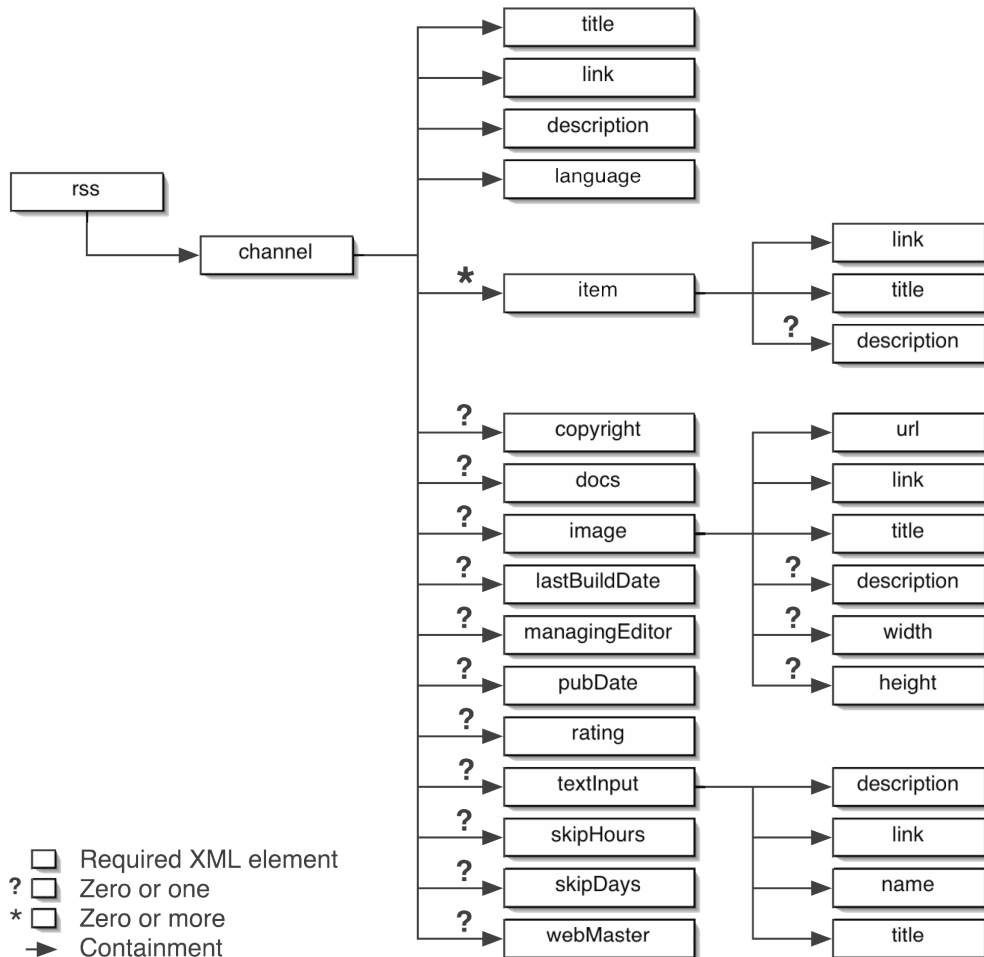 title
link
description
language
rss
channel
*
item
link
title
?
description
?
copyright
?
docs
?
image
?
lastBuildDate
?
managingEditor
?
pubDate
?
rating
?
textInput
?
skipHours
?
skipDays
?
webMaster
url
link
title
?
description
?
width
?
height
description
link
name
title
Required XML element
? Zero or one
* Zero or more
Containment